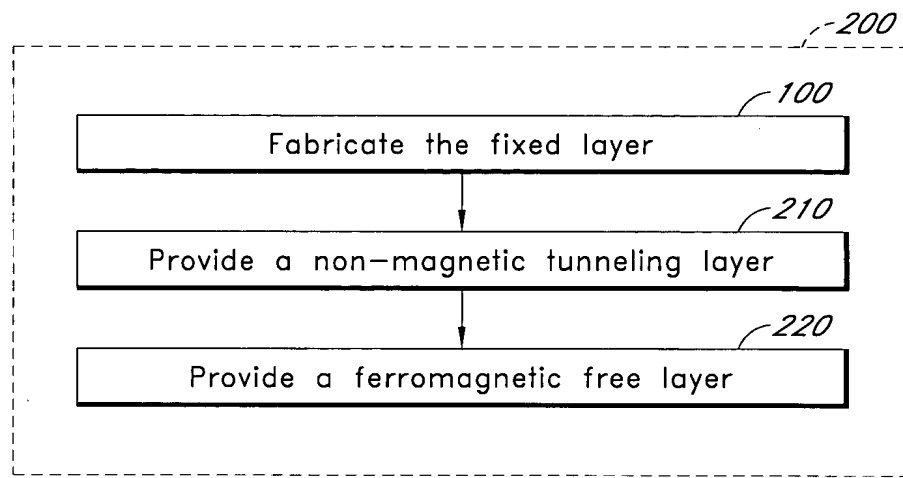 200
100
Fabricate the fixed layer
210
Provide a non-magnetic tunneling layer
220
Provide a ferromagnetic free layer